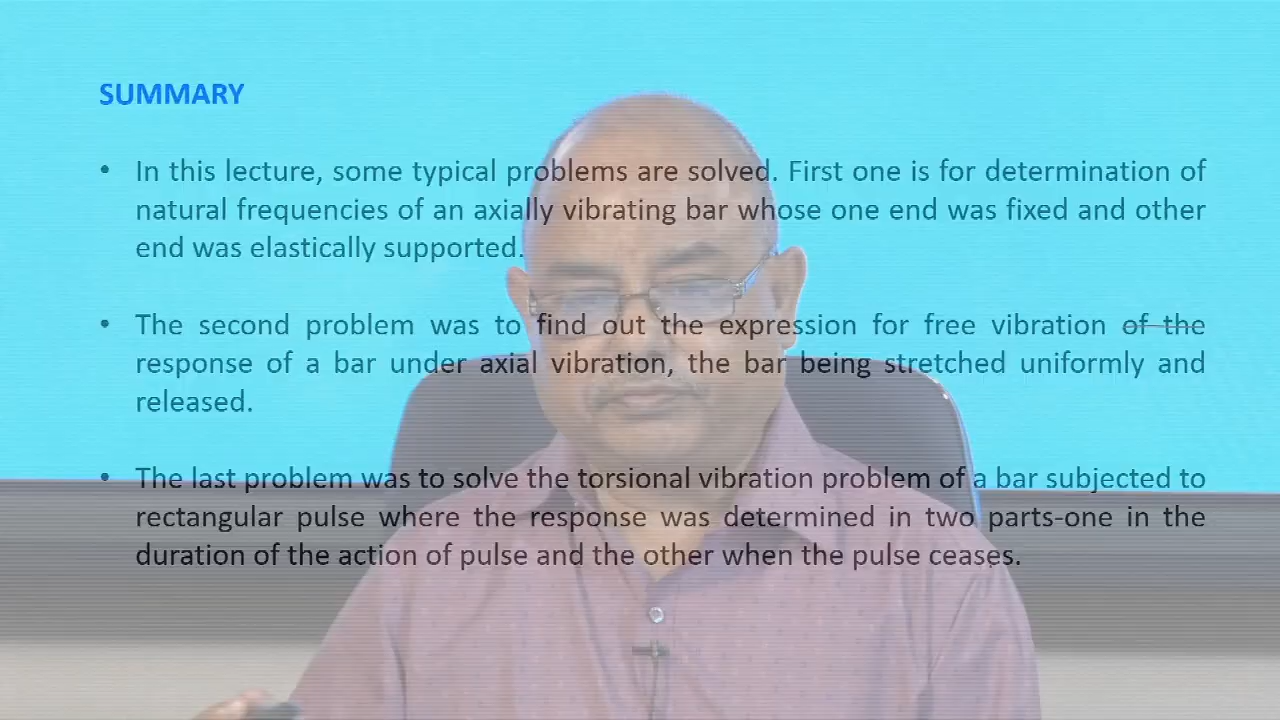 SUMMARY
• In this lecture, some typical problems are solved. First one is for determination of
natural frequencies of an axially vibrating bar whose one end was fixed and other
end was elastically supported.
• The second problem was to find out the expression for free vibration of the
response of a bar under axial vibration, the bar being stretched uniformly and
released.
• The last problem was to solve the torsional vibration problem of a bar subjected to
rectangular pulse where the response was determined in two parts-one in the
duration of the action of pulse and the other when the pulse ceases.